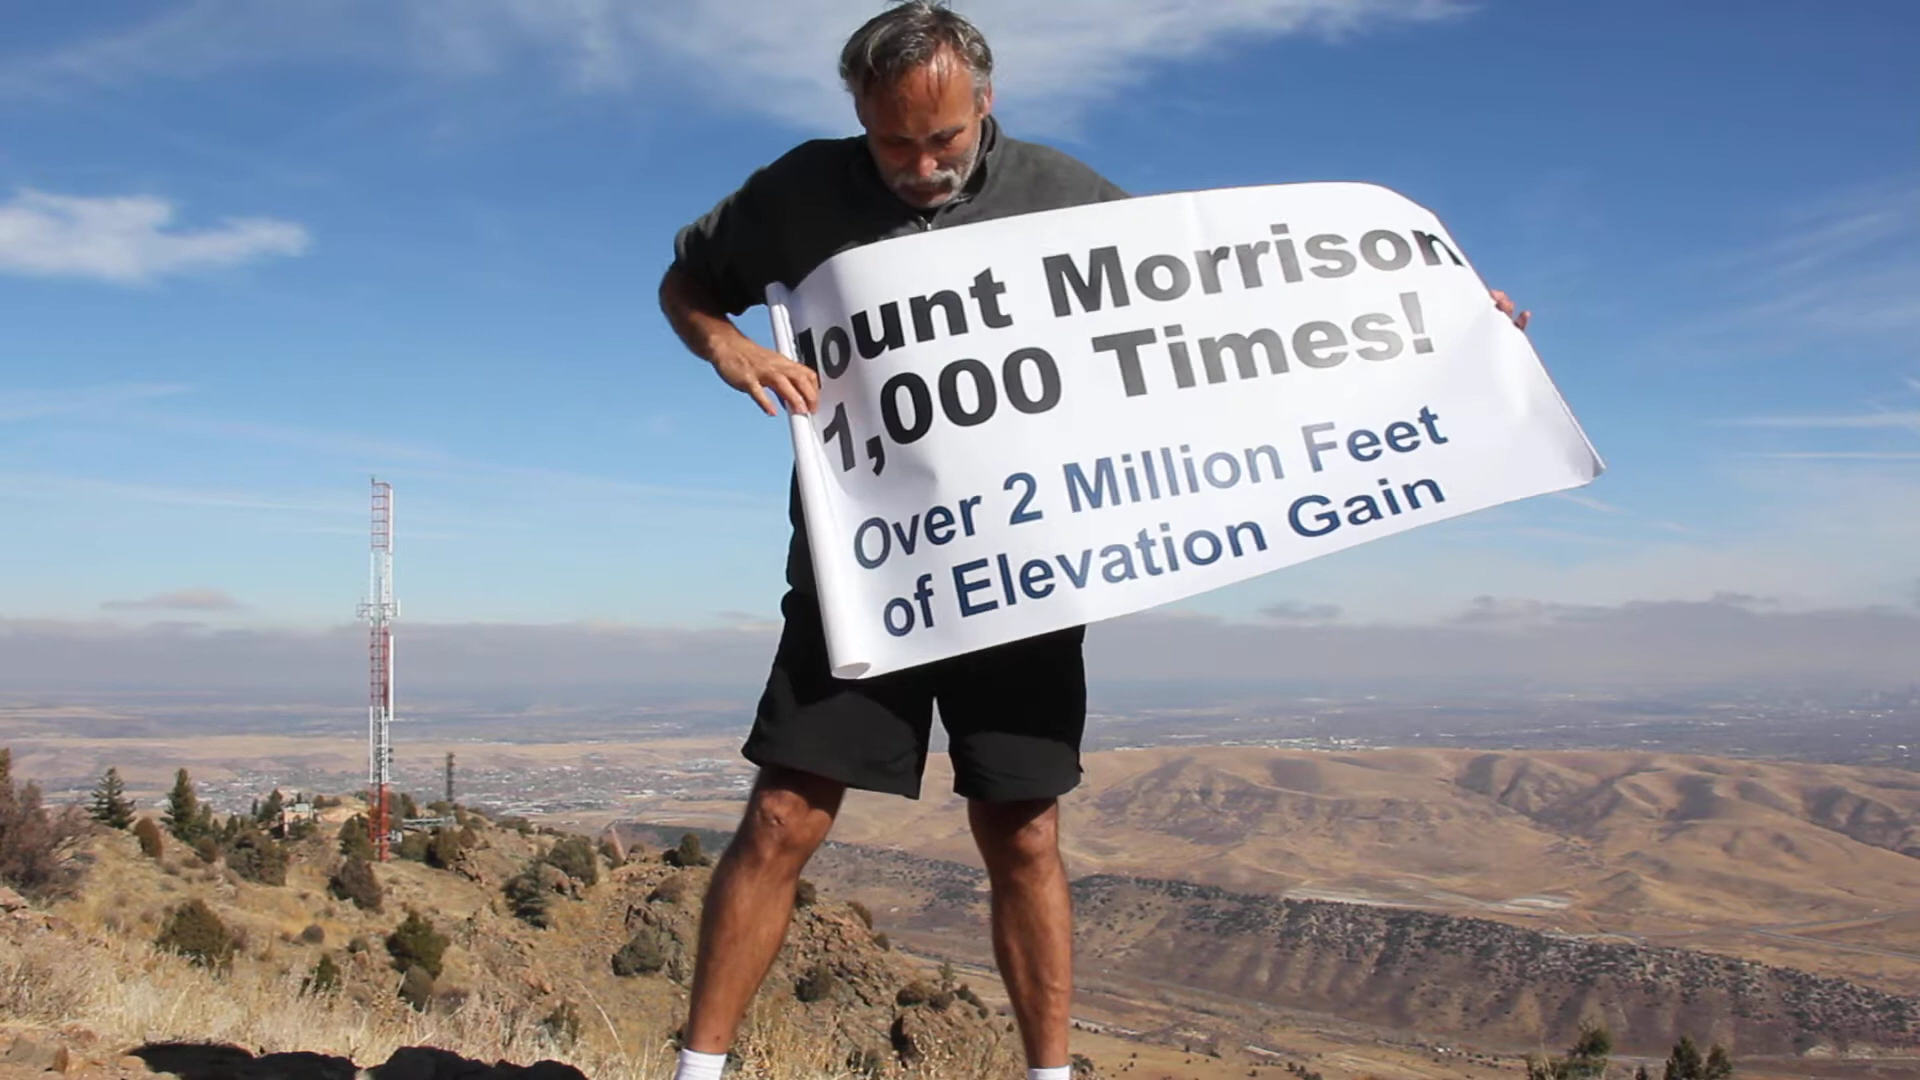 Mount Morrison
1,000 Times!
Over 2 Million Feet
of Elevation Gain